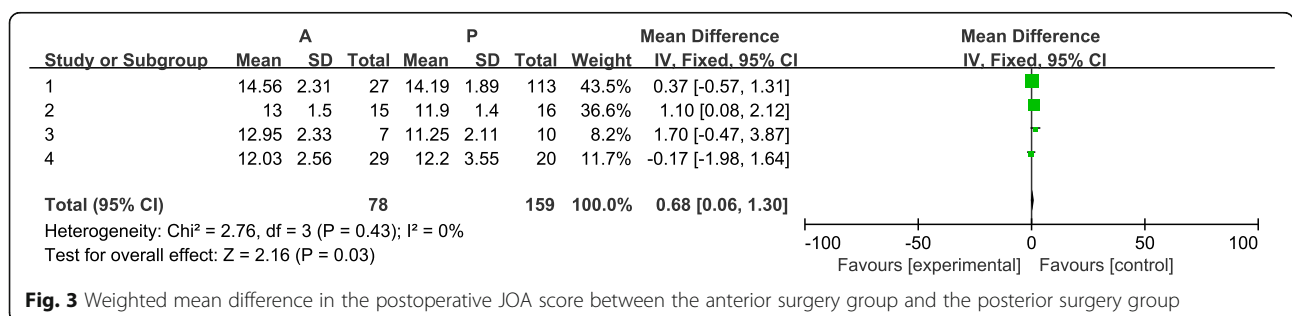 A P Mean Difference Mean Difference
Study or Subgroup Mean SD Total Mean SD Total Weight IV, Fixed, 95% CI IV, Fixed, 95% CI
1 14.56 2.31 27 14.19 1.89 113 43.5% 0.37 [-0.57, 1.31]
2 13 1.5 15 11.9 1.4 16 36.6% 1.10 [0.08, 2.12]
3 12.95 2.33 7 11.25 2.11 10 8.2% 1.70 [-0.47, 3.87]
4 12.03 2.56 29 12.2 3.55 20 11.7% -0.17 [-1.98, 1.64]
Total (95% CI) 78 159 100.0% 0.68 [0.06, 1.30]
Heterogeneity: Chi² = 2.76, df = 3 (P = 0.43); I² = 0%
Test for overall effect: Z = 2.16 (P = 0.03)
-100 -50 0 50 100
Favours [experimental] Favours [control]
Fig. 3 Weighted mean difference in the postoperative JOA score between the anterior surgery group and the posterior surgery group